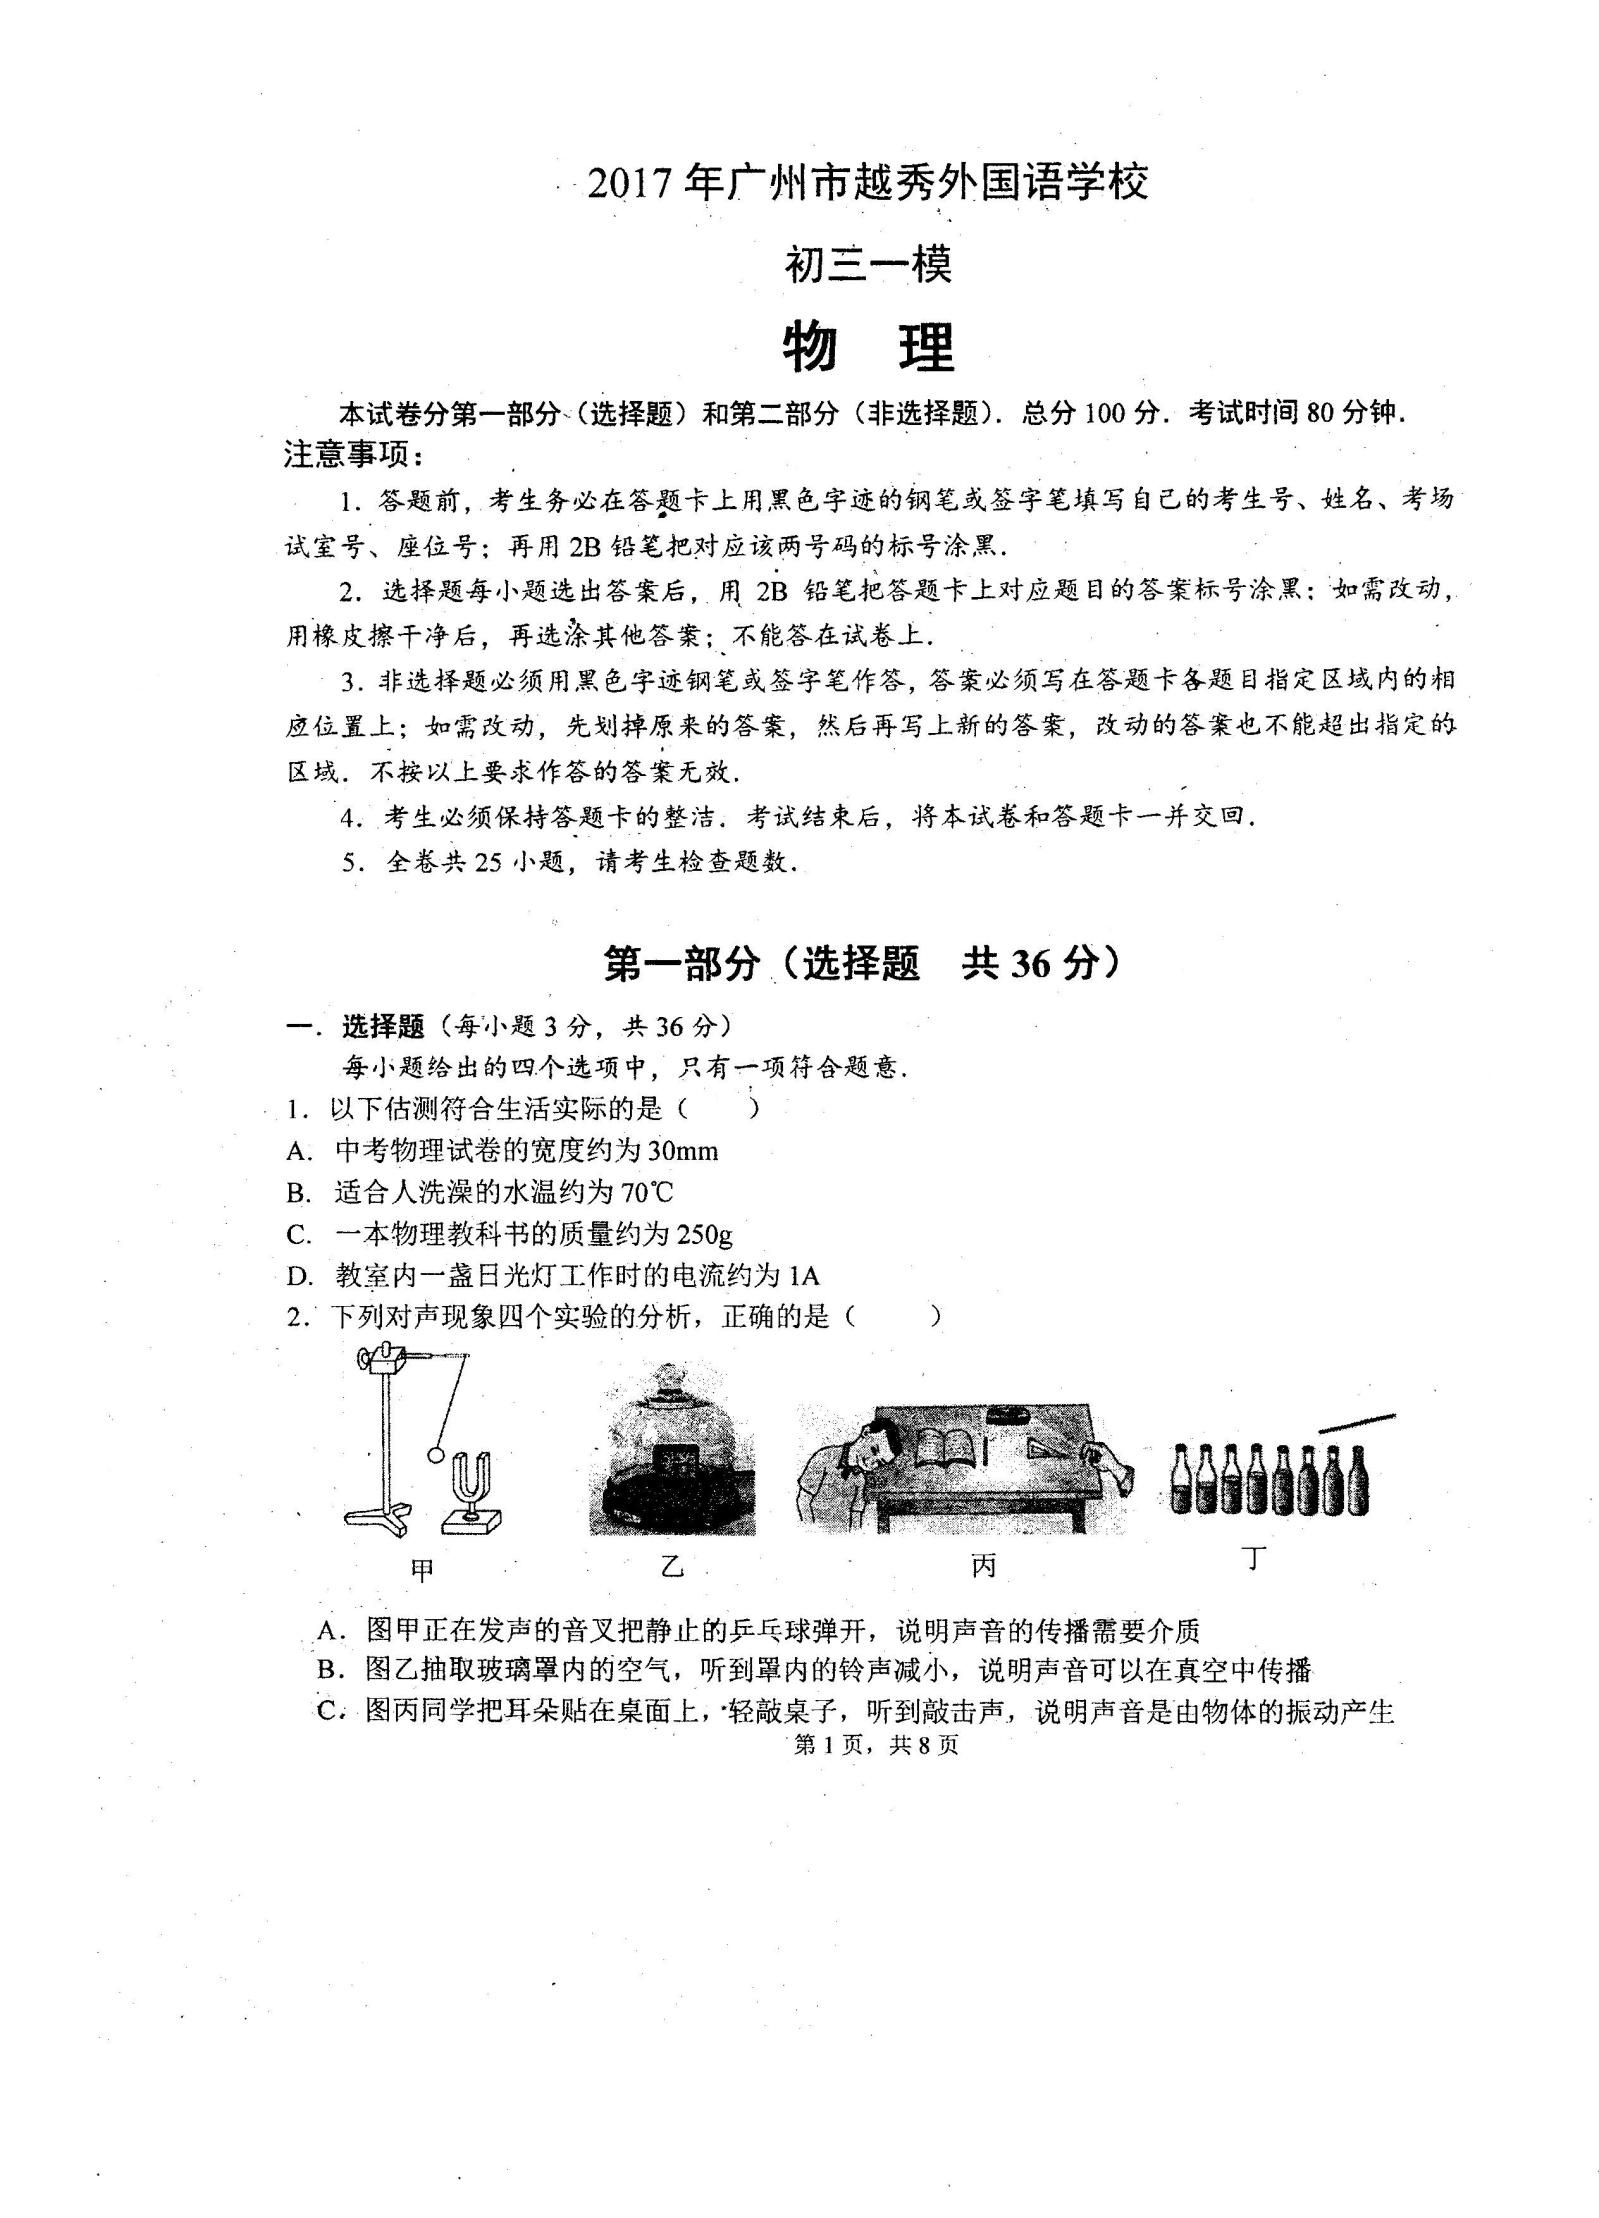 2017年广州市越秀外国语学校
初三一模
物 理
本试卷分第一部分（选择题）和第二部分（非选择题）．总分100分．考试时间80分钟．
注意事项：
1．答题前，考生务必在答题卡上用黑色字迹的钢笔或签字笔填写自己的考生号、姓名、考场
试室号、座位号；再用2B铅笔把对应该两号码的标号涂黑．
2．选择题每小题选出答案后，用 2B 铅笔把答题卡上对应题目的答案标号涂黑；如需改动，
用橡皮擦干净后，再选涂其他答案；不能答在试卷上．
3．非选择题必须用黑色字迹钢笔或签字笔作答，答案必须写在答题卡各题目指定区域内的相
应位置上；如需改动，先划掉原来的答案，然后再写上新的答案，改动的答案也不能超出指定的
区域．不按以上要求作答的答案无效．
4．考生必须保持答题卡的整洁．考试结束后，将本试卷和答题卡一并交回．
5．全卷共25小题，请考生检查题数．
第一部分（选择题 共36分）
一．选择题（每小题3分，共36分）
每小题给出的四个选项中，只有一项符合题意．
1．以下估测符合生活实际的是（ ）
A．中考物理试卷的宽度约为30mm
B．适合人洗澡的水温约为70℃
C．一本物理教科书的质量约为250g
D．教室内一盏日光灯工作时的电流约为1A
2．下列对声现象四个实验的分析，正确的是（ ）
甲 乙 丙 丁
A．图甲正在发声的音叉把静止的乒乓球弹开，说明声音的传播需要介质
B．图乙抽取玻璃罩内的空气，听到罩内的铃声减小，说明声音可以在真空中传播
C．图丙同学把耳朵贴在桌面上，轻敲桌子，听到敲击声，说明声音是由物体的振动产生
第1页，共8页